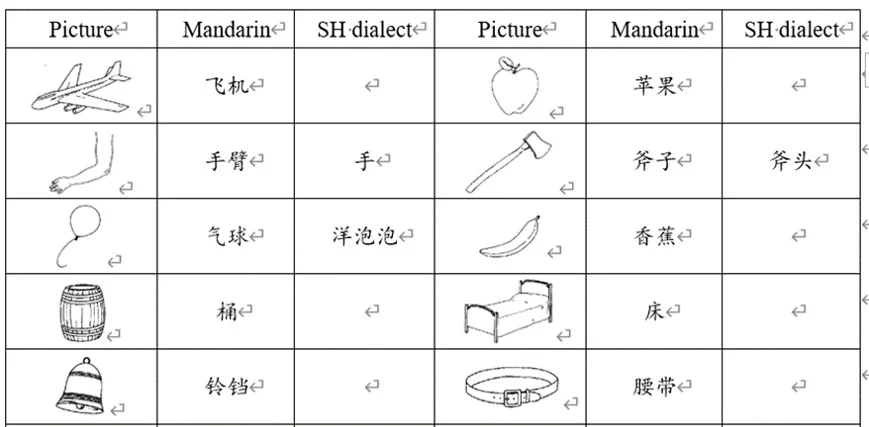 Picture Mandarin SH dialect Picture Mandarin SH dialect
飞机 苹果
手臂 手 斧子 斧头
气球 洋泡泡 香蕉
桶 床
铃铛 腰带